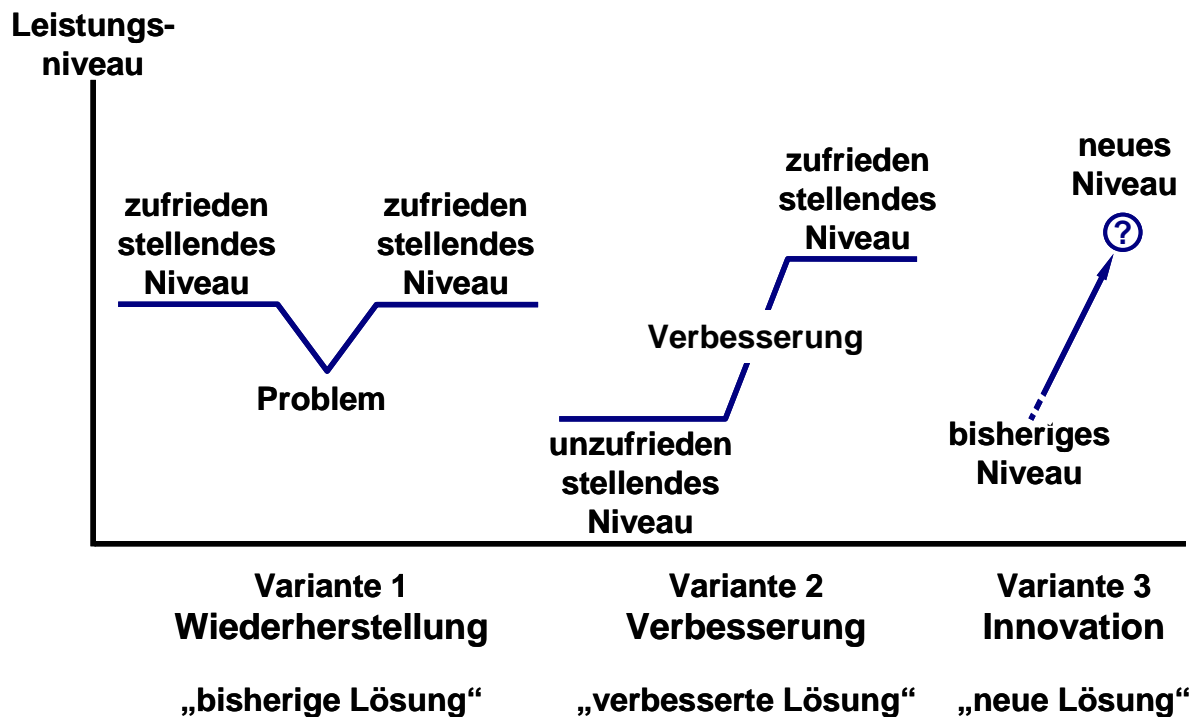 Leistungs-
niveau
zufrieden
stellendes
Niveau
zufrieden
stellendes
Niveau
Problem
unzufrieden
stellendes
Niveau
Verbesserung
zufrieden
stellendes
Niveau
bisheriges
Niveau
neues
Niveau
?
Variante 1
Wiederherstellung
„bisherige Lösung“
Variante 2
Verbesserung
„verbesserte Lösung“
Variante 3
Innovation
„neue Lösung“